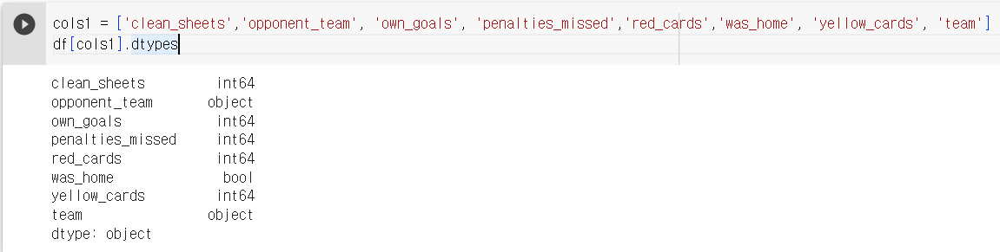 cols1 = ['clean_sheets','opponent_team', 'own_goals', 'penalties_missed','red_cards','was_home', 'yellow_cards', 'team']
df[cols1].dtypes
clean_sheets int64
opponent_team object
own_goals int64
penalties_missed int64
red_cards int64
was_home bool
yellow_cards int64
team object
dtype: object